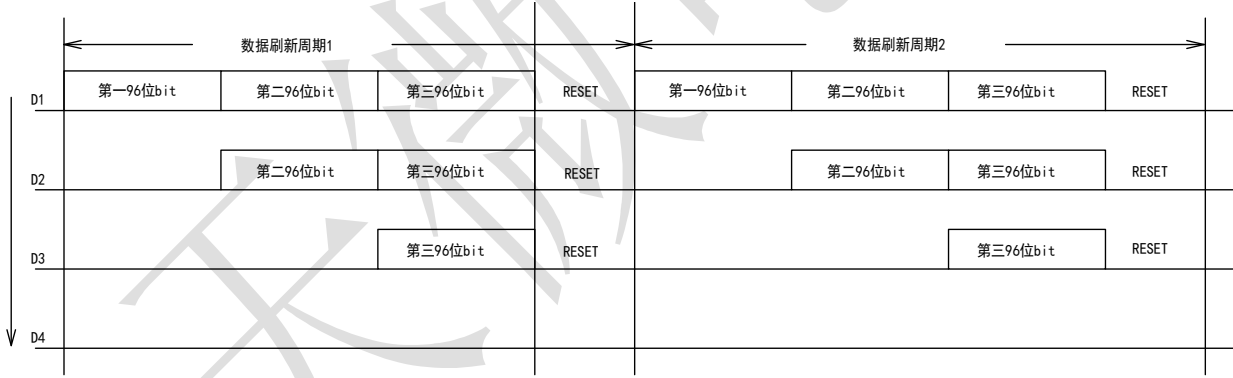 数据刷新周期1 数据刷新周期2
D1 第一96位bit 第二96位bit 第三96位bit RESET 第一96位bit 第二96位bit 第三96位bit RESET
D2 第二96位bit 第三96位bit RESET 第二96位bit 第三96位bit RESET
D3 第三96位bit RESET 第三96位bit RESET
D4
天微